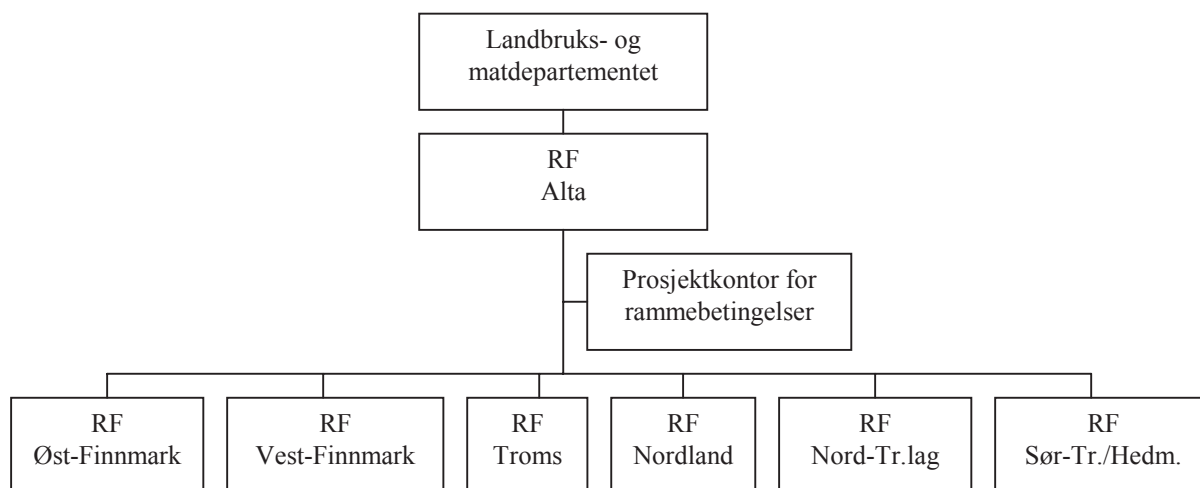 Landbruks- og
matdepartementet
RF
Alta
Prosjektkontor for
rammebetingelser
RF
Øst-Finnmark
RF
Vest-Finnmark
RF
Troms
RF
Nordland
RF
Nord-Tr.lag
RF
Sør-Tr./Hedm.